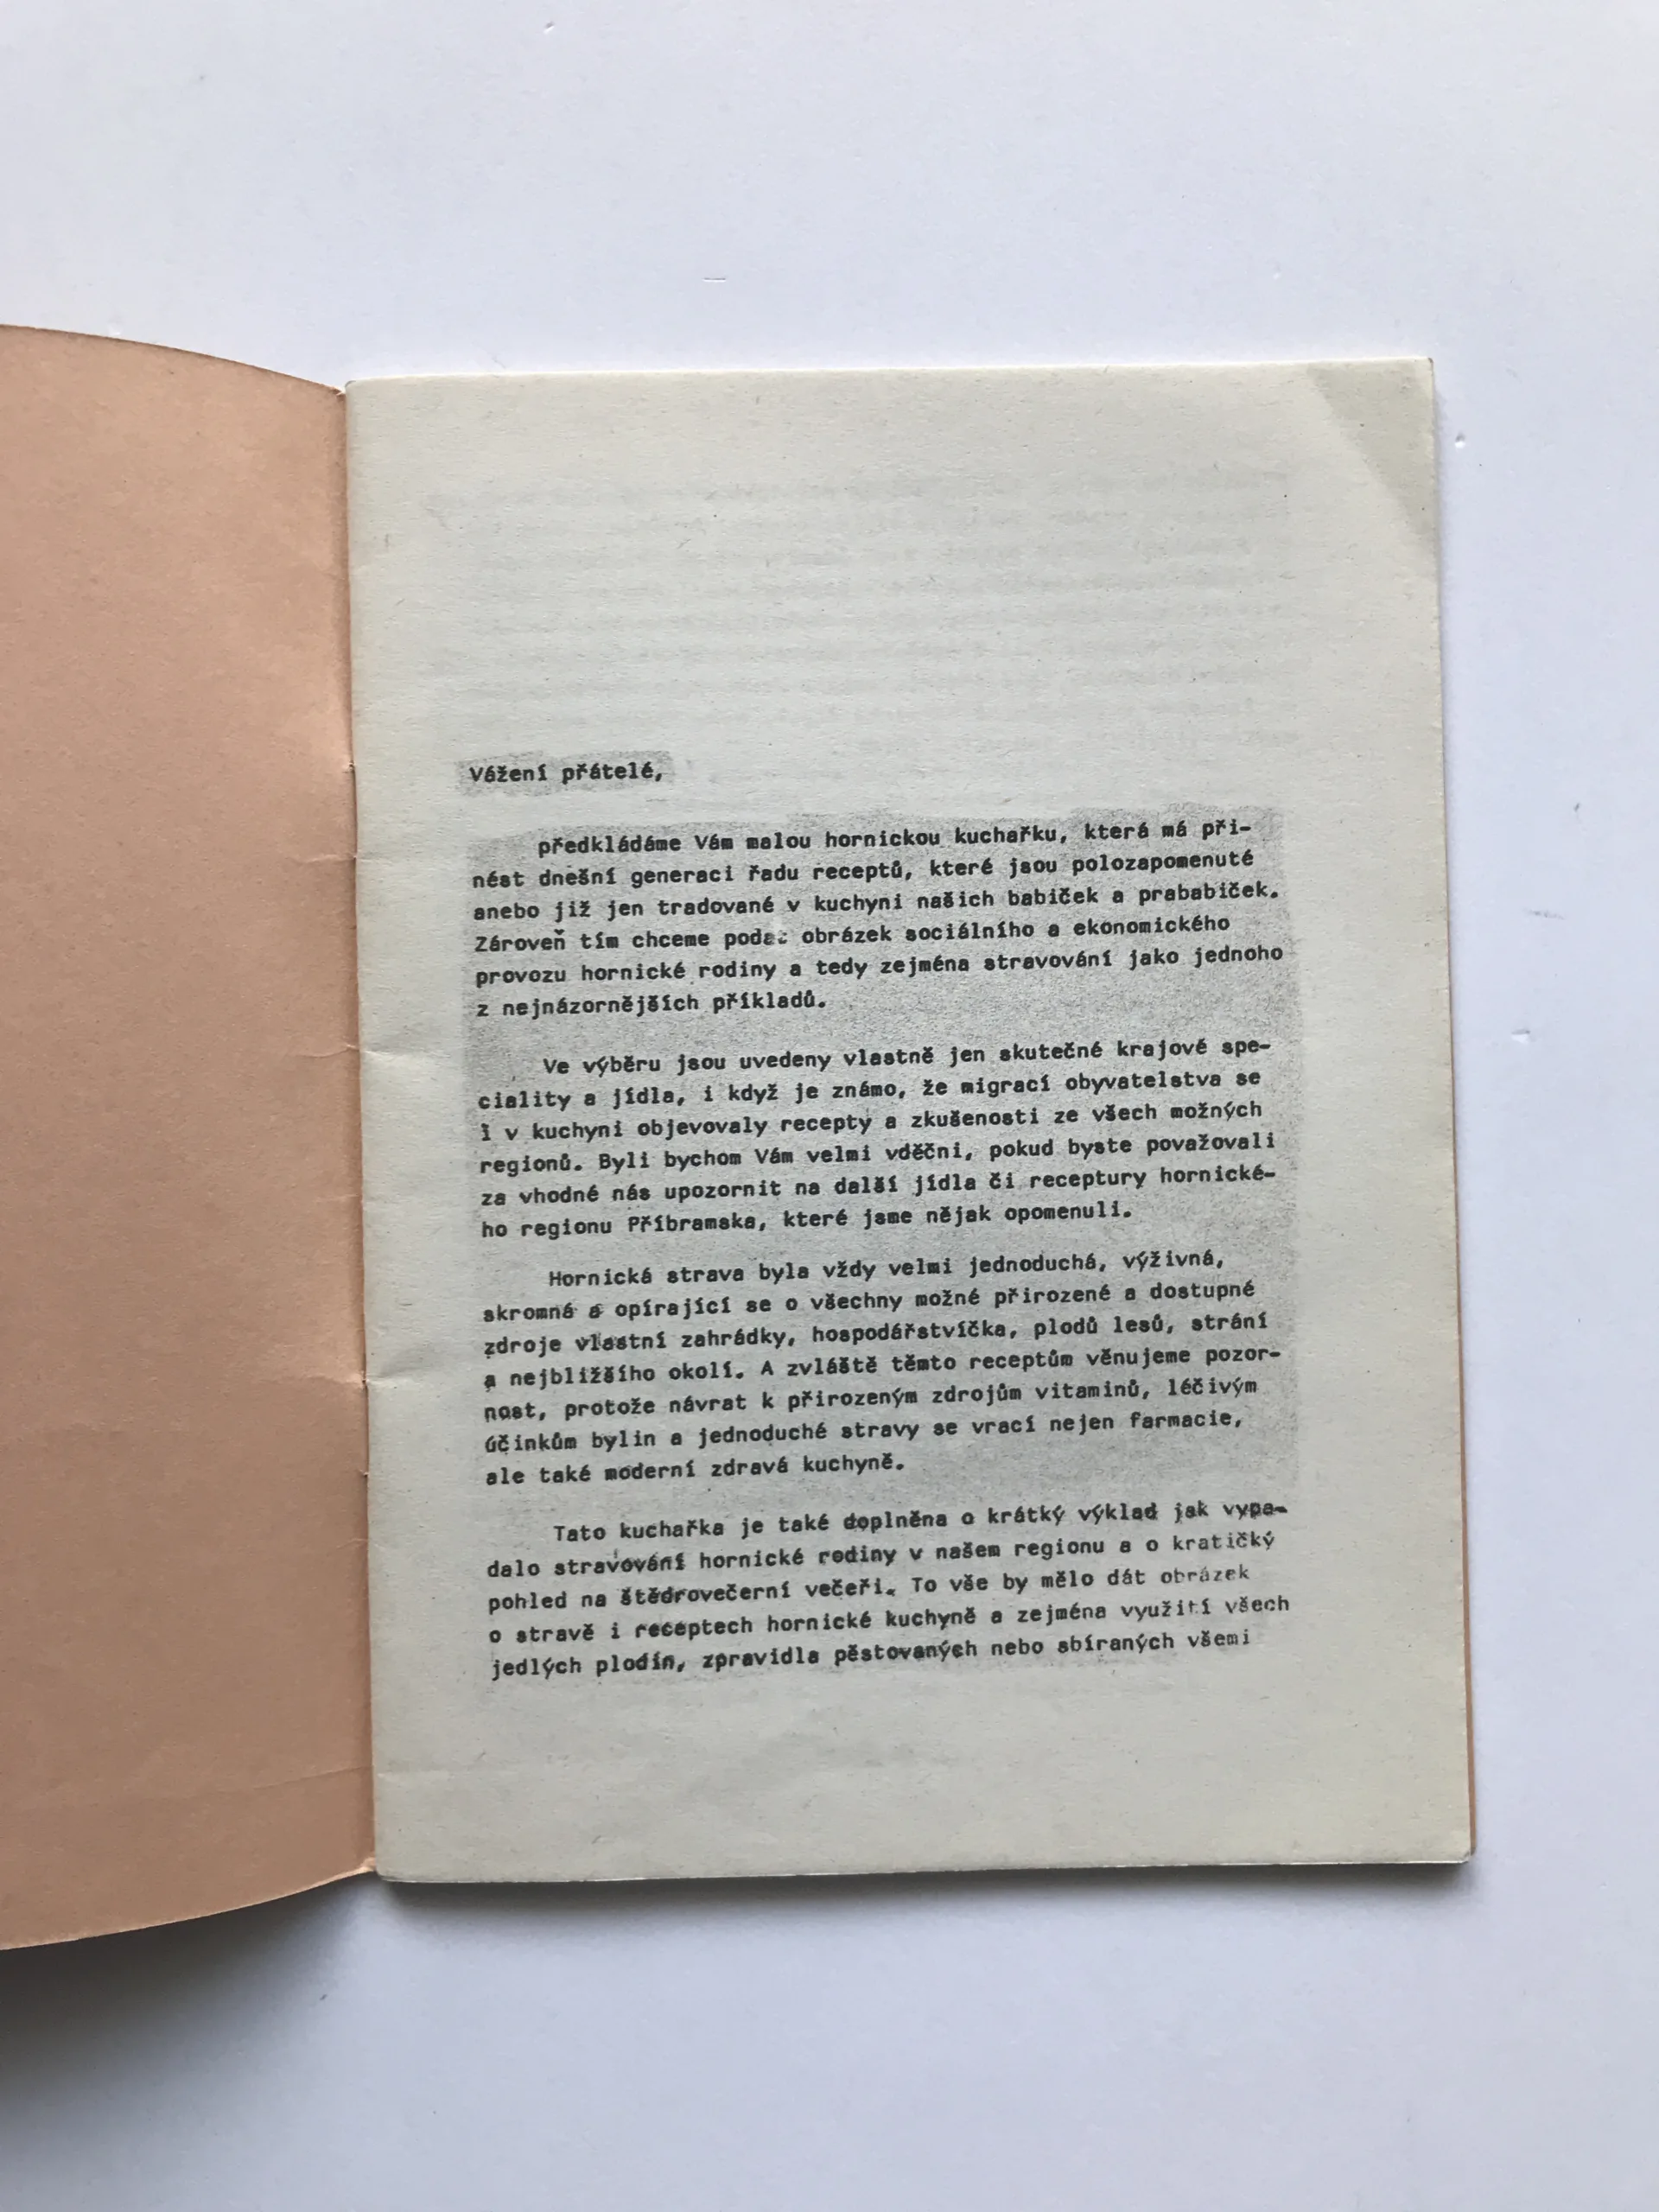 Vážení přátelé,
předkládáme Vám malou hornickou kuchařku, která má při-
nést dnešní generaci řadu receptů, které jsou polozapomenuté
anebo již jen tradované v kuchyni našich babiček a prababiček.
Zároveň tím chceme podat obrázek sociálního a ekonomického
provozu hornické rodiny a tedy zejména stravování jako jednoho
z nejnázornějších příkladů.
Ve výběru jsou uvedeny vlastně jen skutečné krajové spe-
ciality a jídla, i když je známo, že migrací obyvatelstva se
i v kuchyni objevovaly recepty a zkušenosti ze všech možných
regionů. Byli bychom Vám velmi vděčni, pokud byste považovali
za vhodné nás upozornit na další jídla či receptury hornické-
ho regionu Příbramska, které jsme nějak opomenuli.
Hornická strava byla vždy velmi jednoduchá, výživná,
skromná a opírající se o všechny možné přirozené a dostupné
zdroje vlastní zahrádky, hospodářstvíčka, plodů lesů, strání
a nejbližšího okolí. A zvláště těmto receptům věnujeme pozor-
nost, protože návrat k přirozeným zdrojům vitaminů, léčivým
účinkům bylin a jednoduché stravy se vrací nejen farmacie,
ale také moderní zdravá kuchyně.
Tato kuchařka je také doplněna o krátký výklad jak vypa-
dalo stravování hornické rodiny v našem regionu a o kratičký
pohled na štědrovečerní večeři. To vše by mělo dát obrázek
o stravě i receptech hornické kuchyně a zejména využití všech
jedlých plodin, zpravidla pěstovaných nebo sbíraných všemi